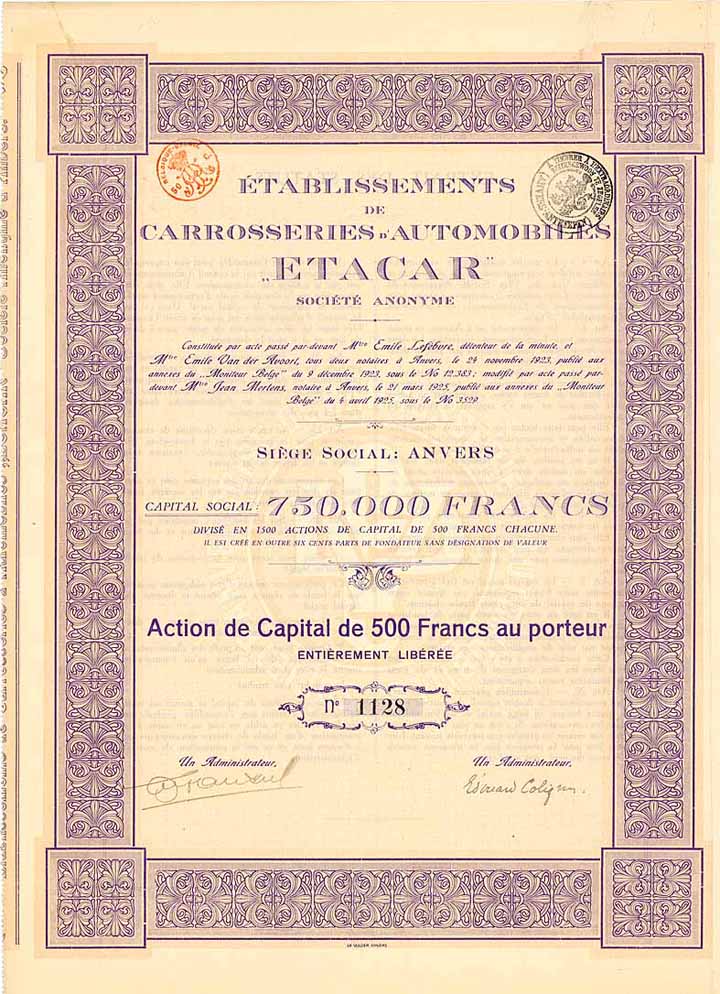 ÉTABLISSEMENTS
DE
CARROSSERIES D'AUTOMOBILES
„ETACAR"
SOCIÉTÉ ANONYME
Constituée par acte passé par-devant Mtre Emile Lefebvre, détenteur de la minute, et
Mtre Emile Van der Avoort, tous deux notaires à Anvers, le 24 novembre 1923, publié aux
annexes du „Moniteur Belge" du 9 décembre 1923, sous le No 12.383; modifié par acte passé par-
devant Mtre Jean Mertens, notaire à Anvers, le 21 mars 1925, publié aux annexes du „Moniteur
Belge" du 4 avril 1925, sous le No 3529.
SIÈGE SOCIAL: ANVERS
CAPITAL SOCIAL: 750.000 FRANCS
DIVISÉ EN 1500 ACTIONS DE CAPITAL DE 500 FRANCS CHACUNE.
IL EST CRÉÉ EN OUTRE SIX CENTS PARTS DE FONDATEUR SANS DÉSIGNATION DE VALEUR
Action de Capital de 500 Francs au porteur
ENTIÈREMENT LIBÉRÉE
No 1128
Un Administrateur,
Un Administrateur,
Edouard Colignon.